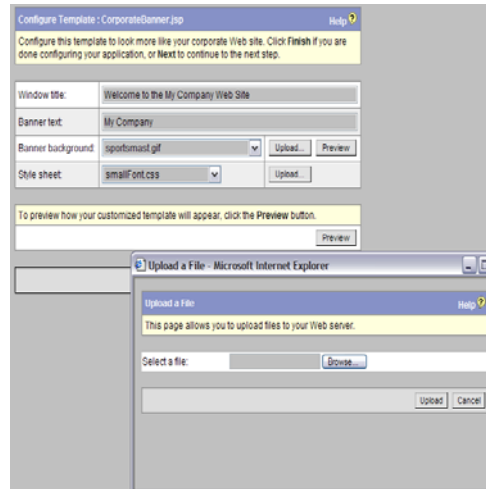 Configure Template : CorporateBanner.jsp Help ?
Configure this template to look more like your corporate Web site. Click Finish if you are
done configuring your application, or Next to continue to the next step.
Window title: Welcome to the My Company Web Site
Banner text: My Company
Banner background: sportsmast.gif Upload... Preview
Style sheet: smallFont.css Upload...
To preview how your customized template will appear, click the Preview button.
Preview
Upload a File - Microsoft Internet Explorer
Upload a File Help ?
This page allows you to upload files to your Web server.
Select a file: Browse...
Upload Cancel